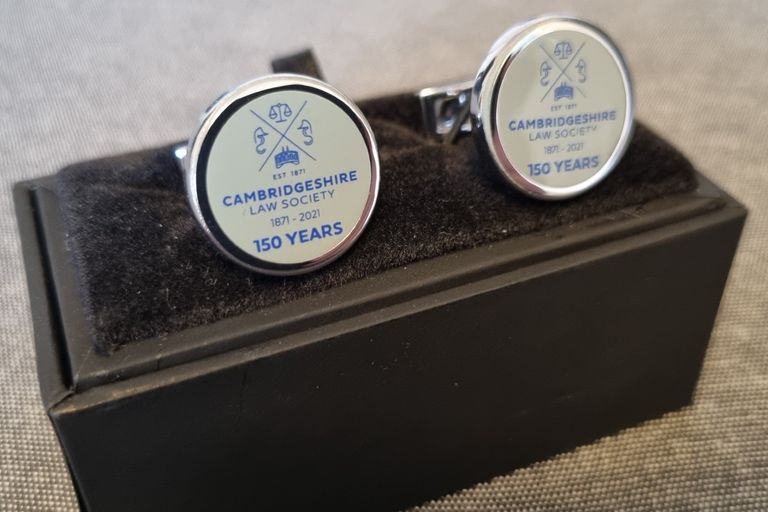 EST 1871
CAMBRIDGESHIRE
LAW SOCIETY
1871 - 2021
150 YEARS
EST 1871
CAMBRIDGESHIRE
LAW SOCIETY
1871 - 2021
150 YEARS